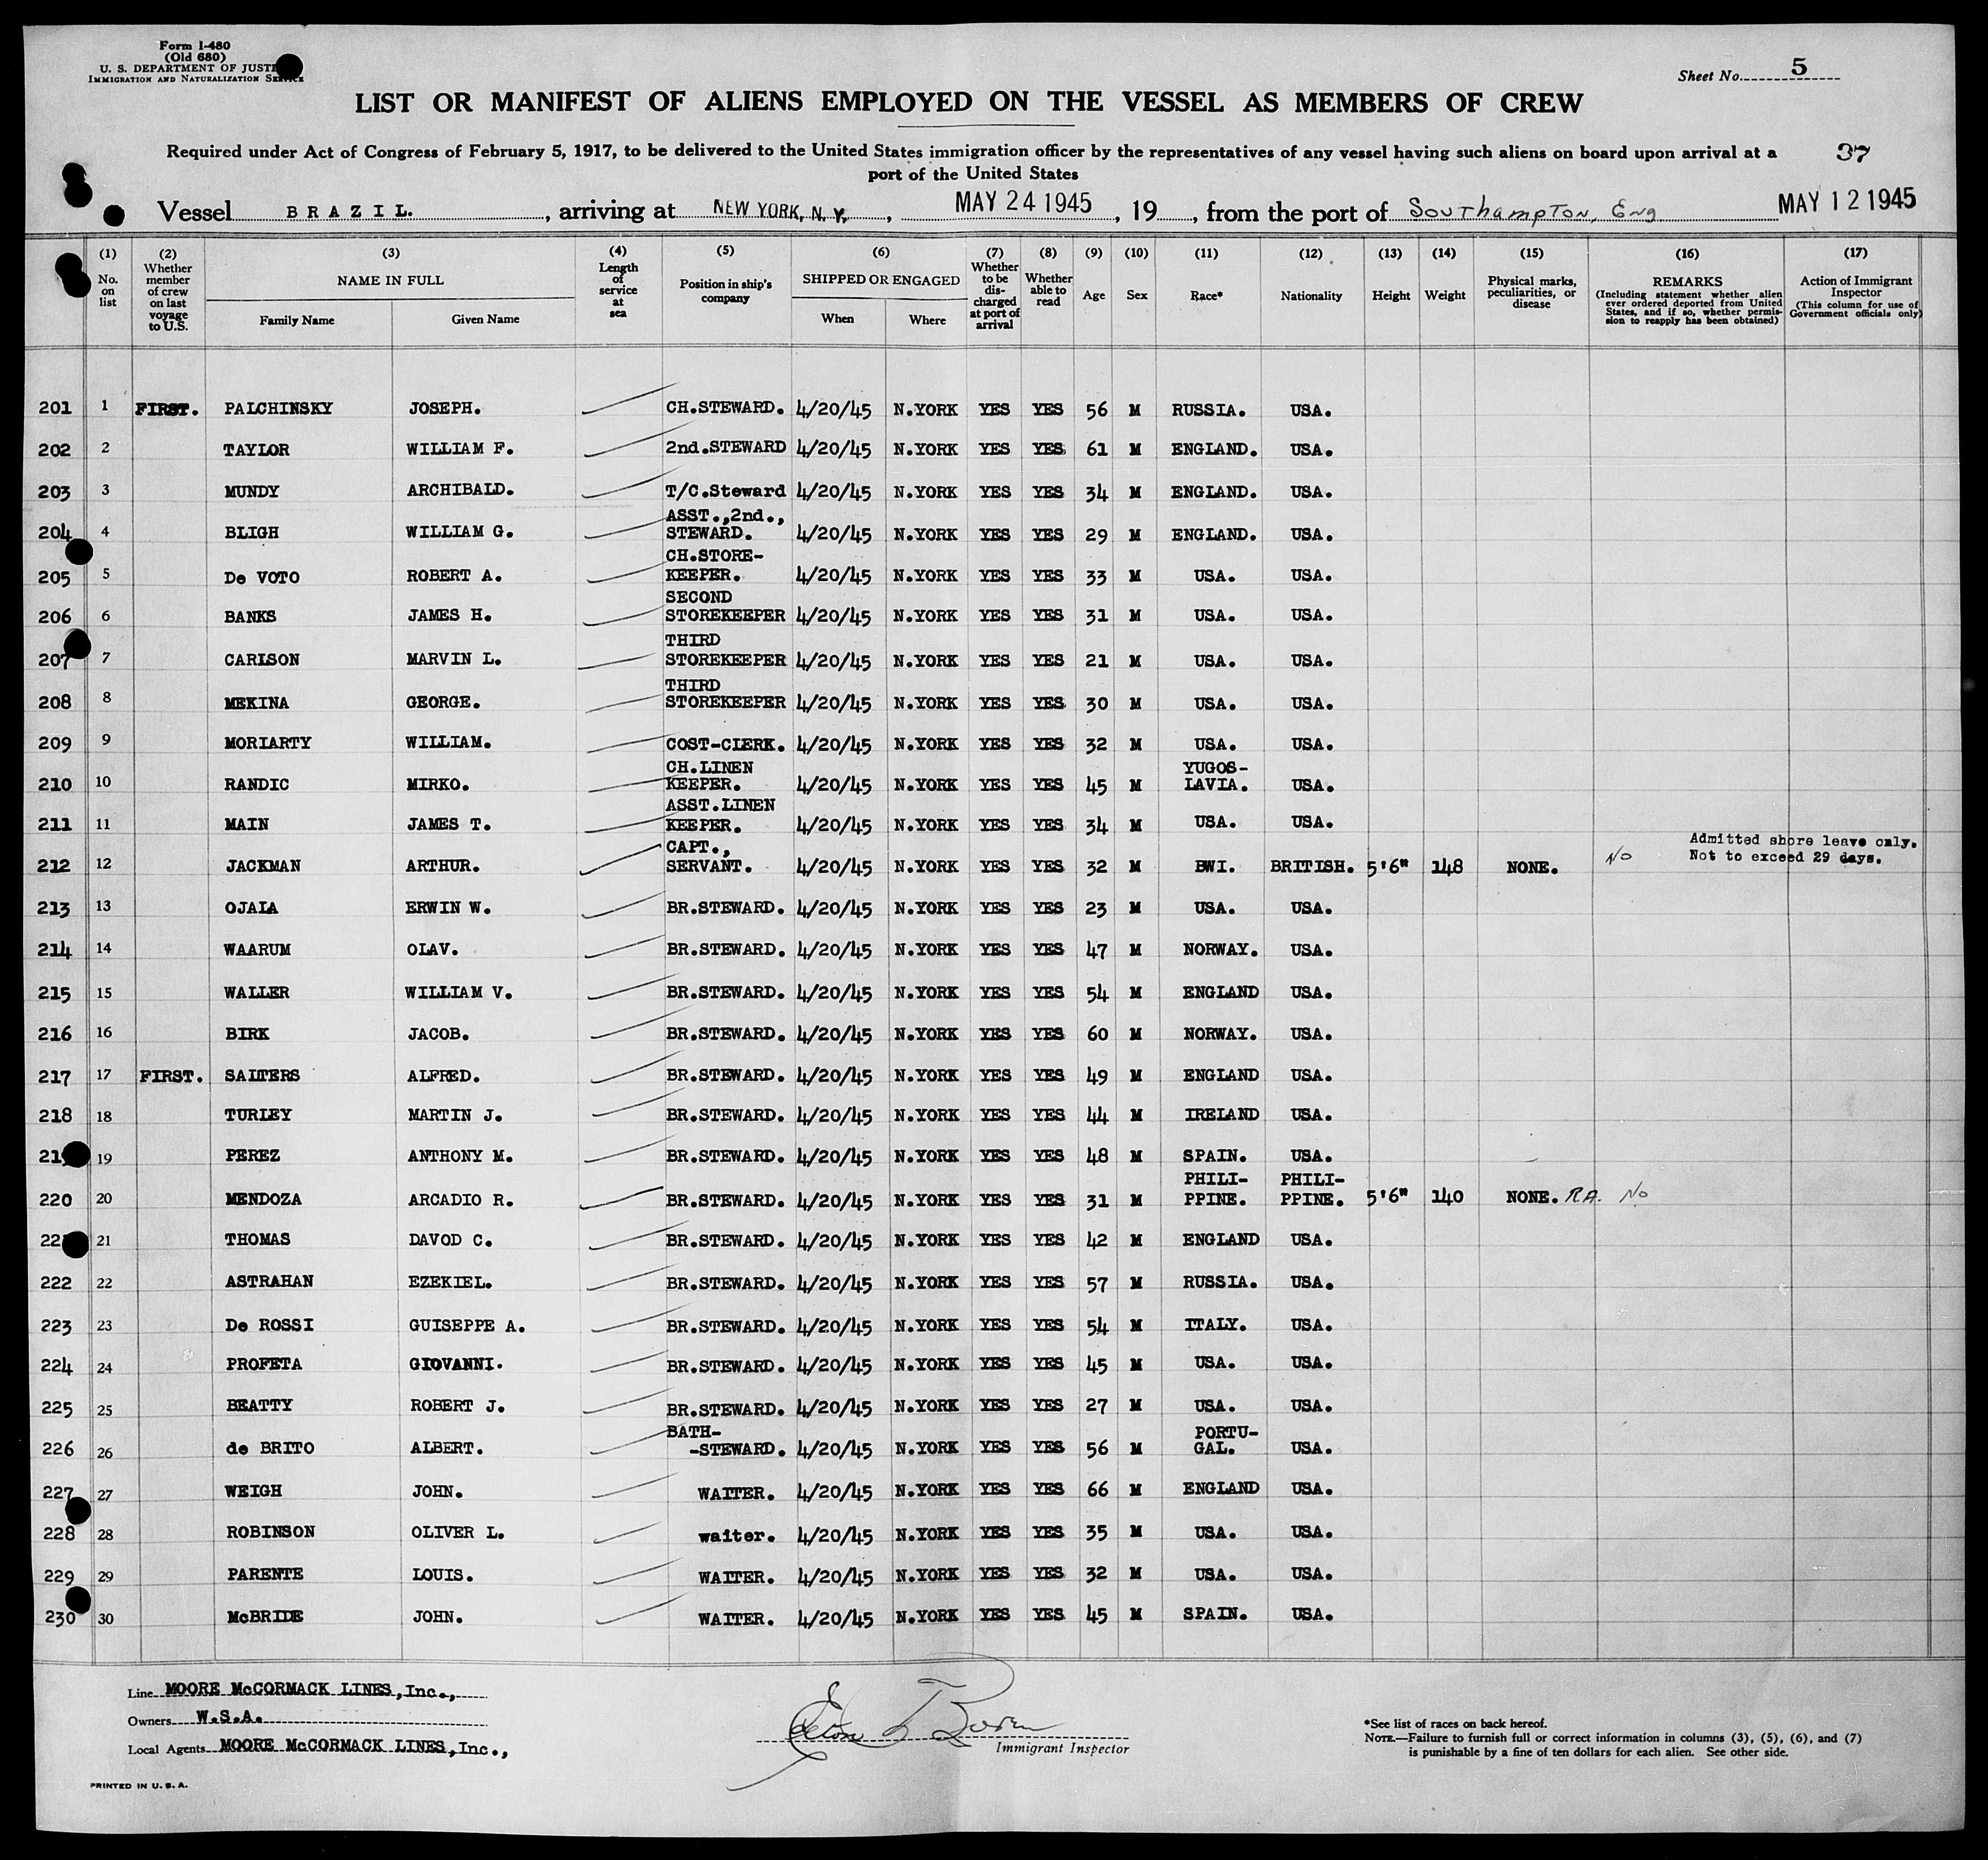 Form I-480
(Old 680)
U. S. DEPARTMENT OF JUSTICE
IMMIGRATION AND NATURALIZATION SERVICE
Sheet No. 5
LIST OR MANIFEST OF ALIENS EMPLOYED ON THE VESSEL AS MEMBERS OF CREW
Required under Act of Congress of February 5, 1917, to be delivered to the United States immigration officer by the representatives of any vessel having such aliens on board upon arrival at a
port of the United States
37
Vessel BRAZIL. , arriving at NEW YORK, N. Y. , MAY 24 1945 , 19 , from the port of Southampton, Eng MAY 12 1945
(1) No. on list
(2) Whether member of crew on last voyage to U.S.
(3) NAME IN FULL
Family Name Given Name
(4) Length of service at sea
(5) Position in ship's company
(6) SHIPPED OR ENGAGED
When Where
(7) Whether to be discharged at port of arrival
(8) Whether able to read
(9) Age
(10) Sex
(11) Race*
(12) Nationality
(13) Height
(14) Weight
(15) Physical marks, peculiarities, or disease
(16) REMARKS (Including statement whether alien ever ordered deported from United States, and if so, whether permission to reapply has been obtained)
(17) Action of Immigrant Inspector (This column for use of Government officials only)
201 1 FIRST. PALCHINSKY JOSEPH. CH.STEWARD. 4/20/45 N.YORK YES YES 56 M RUSSIA. USA.
202 2 TAYLOR WILLIAM F. 2nd.STEWARD 4/20/45 N.YORK YES YES 61 M ENGLAND. USA.
203 3 MUNDY ARCHIBALD. T/C.Steward 4/20/45 N.YORK YES YES 34 M ENGLAND. USA.
204 4 BLIGH WILLIAM G. ASST.,2nd., STEWARD. 4/20/45 N.YORK YES YES 29 M ENGLAND. USA.
205 5 De VOTO ROBERT A. CH.STORE- KEEPER. 4/20/45 N.YORK YES YES 33 M USA. USA.
206 6 BANKS JAMES H. SECOND STOREKEEPER 4/20/45 N.YORK YES YES 31 M USA. USA.
207 7 CARLSON MARVIN L. THIRD STOREKEEPER 4/20/45 N.YORK YES YES 21 M USA. USA.
208 8 MEKINA GEORGE. THIRD STOREKEEPER 4/20/45 N.YORK YES YES 30 M USA. USA.
209 9 MORIARTY WILLIAM. COST-CLERK. 4/20/45 N.YORK YES YES 32 M USA. USA.
210 10 RANDIC MIRKO. CH.LINEN KEEPER. 4/20/45 N.YORK YES YES 45 M YUGOS- LAVIA. USA.
211 11 MAIN JAMES T. ASST.LINEN KEEPER. 4/20/45 N.YORK YES YES 34 M USA. USA.
212 12 JACKMAN ARTHUR. CAPT., SERVANT. 4/20/45 N.YORK YES YES 32 M BWI. BRITISH. 5'6" 148 NONE. No Admitted shore leave only. Not to exceed 29 days.
213 13 OJALA ERWIN W. BR.STEWARD. 4/20/45 N.YORK YES YES 23 M USA. USA.
214 14 WAARUM OLAV. BR.STEWARD. 4/20/45 N.YORK YES YES 47 M NORWAY. USA.
215 15 WALLER WILLIAM V. BR.STEWARD. 4/20/45 N.YORK YES YES 54 M ENGLAND USA.
216 16 BIRK JACOB. BR.STEWARD. 4/20/45 N.YORK YES YES 60 M NORWAY. USA.
217 17 FIRST. SALTERS ALFRED. BR.STEWARD. 4/20/45 N.YORK YES YES 49 M ENGLAND USA.
218 18 TURLEY MARTIN J. BR.STEWARD. 4/20/45 N.YORK YES YES 44 M IRELAND USA.
21 19 PEREZ ANTHONY M. BR.STEWARD. 4/20/45 N.YORK YES YES 48 M SPAIN. USA.
220 20 MENDOZA ARCADIO R. BR.STEWARD. 4/20/45 N.YORK YES YES 31 M PHILI- PPINE. PHILI- PPINE. 5'6" 140 NONE. RA. No
22 21 THOMAS DAVOD C. BR.STEWARD. 4/20/45 N.YORK YES YES 42 M ENGLAND USA.
222 22 ASTRAHAN EZEKIEL. BR.STEWARD. 4/20/45 N.YORK YES YES 57 M RUSSIA. USA.
223 23 De ROSSI GUISEPPE A. BR.STEWARD. 4/20/45 N.YORK YES YES 54 M ITALY. USA.
224 24 PROFETA GIOVANNI. BR.STEWARD. 4/20/45 N.YORK YES YES 45 M USA. USA.
225 25 BEATTY ROBERT J. BR.STEWARD. 4/20/45 N.YORK YES YES 27 M USA. USA.
226 26 de BRITO ALBERT. BATH- -STEWARD. 4/20/45 N.YORK YES YES 56 M PORTU- GAL. USA.
227 27 WEIGH JOHN. WAITER. 4/20/45 N.YORK YES YES 66 M ENGLAND USA.
228 28 ROBINSON OLIVER L. waiter. 4/20/45 N.YORK YES YES 35 M USA. USA.
229 29 PARENTE LOUIS. WAITER. 4/20/45 N.YORK YES YES 32 M USA. USA.
230 30 McBRIDE JOHN. WAITER. 4/20/45 N.YORK YES YES 45 M SPAIN. USA.
Line MOORE McCORMACK LINES,Inc.,
Owners W.S.A.
Local Agents MOORE McCORMACK LINES,Inc.,
Immigrant Inspector
*See list of races on back hereof.
NOTE.—Failure to furnish full or correct information in columns (3), (5), (6), and (7)
is punishable by a fine of ten dollars for each alien. See other side.
PRINTED IN U. S. A.